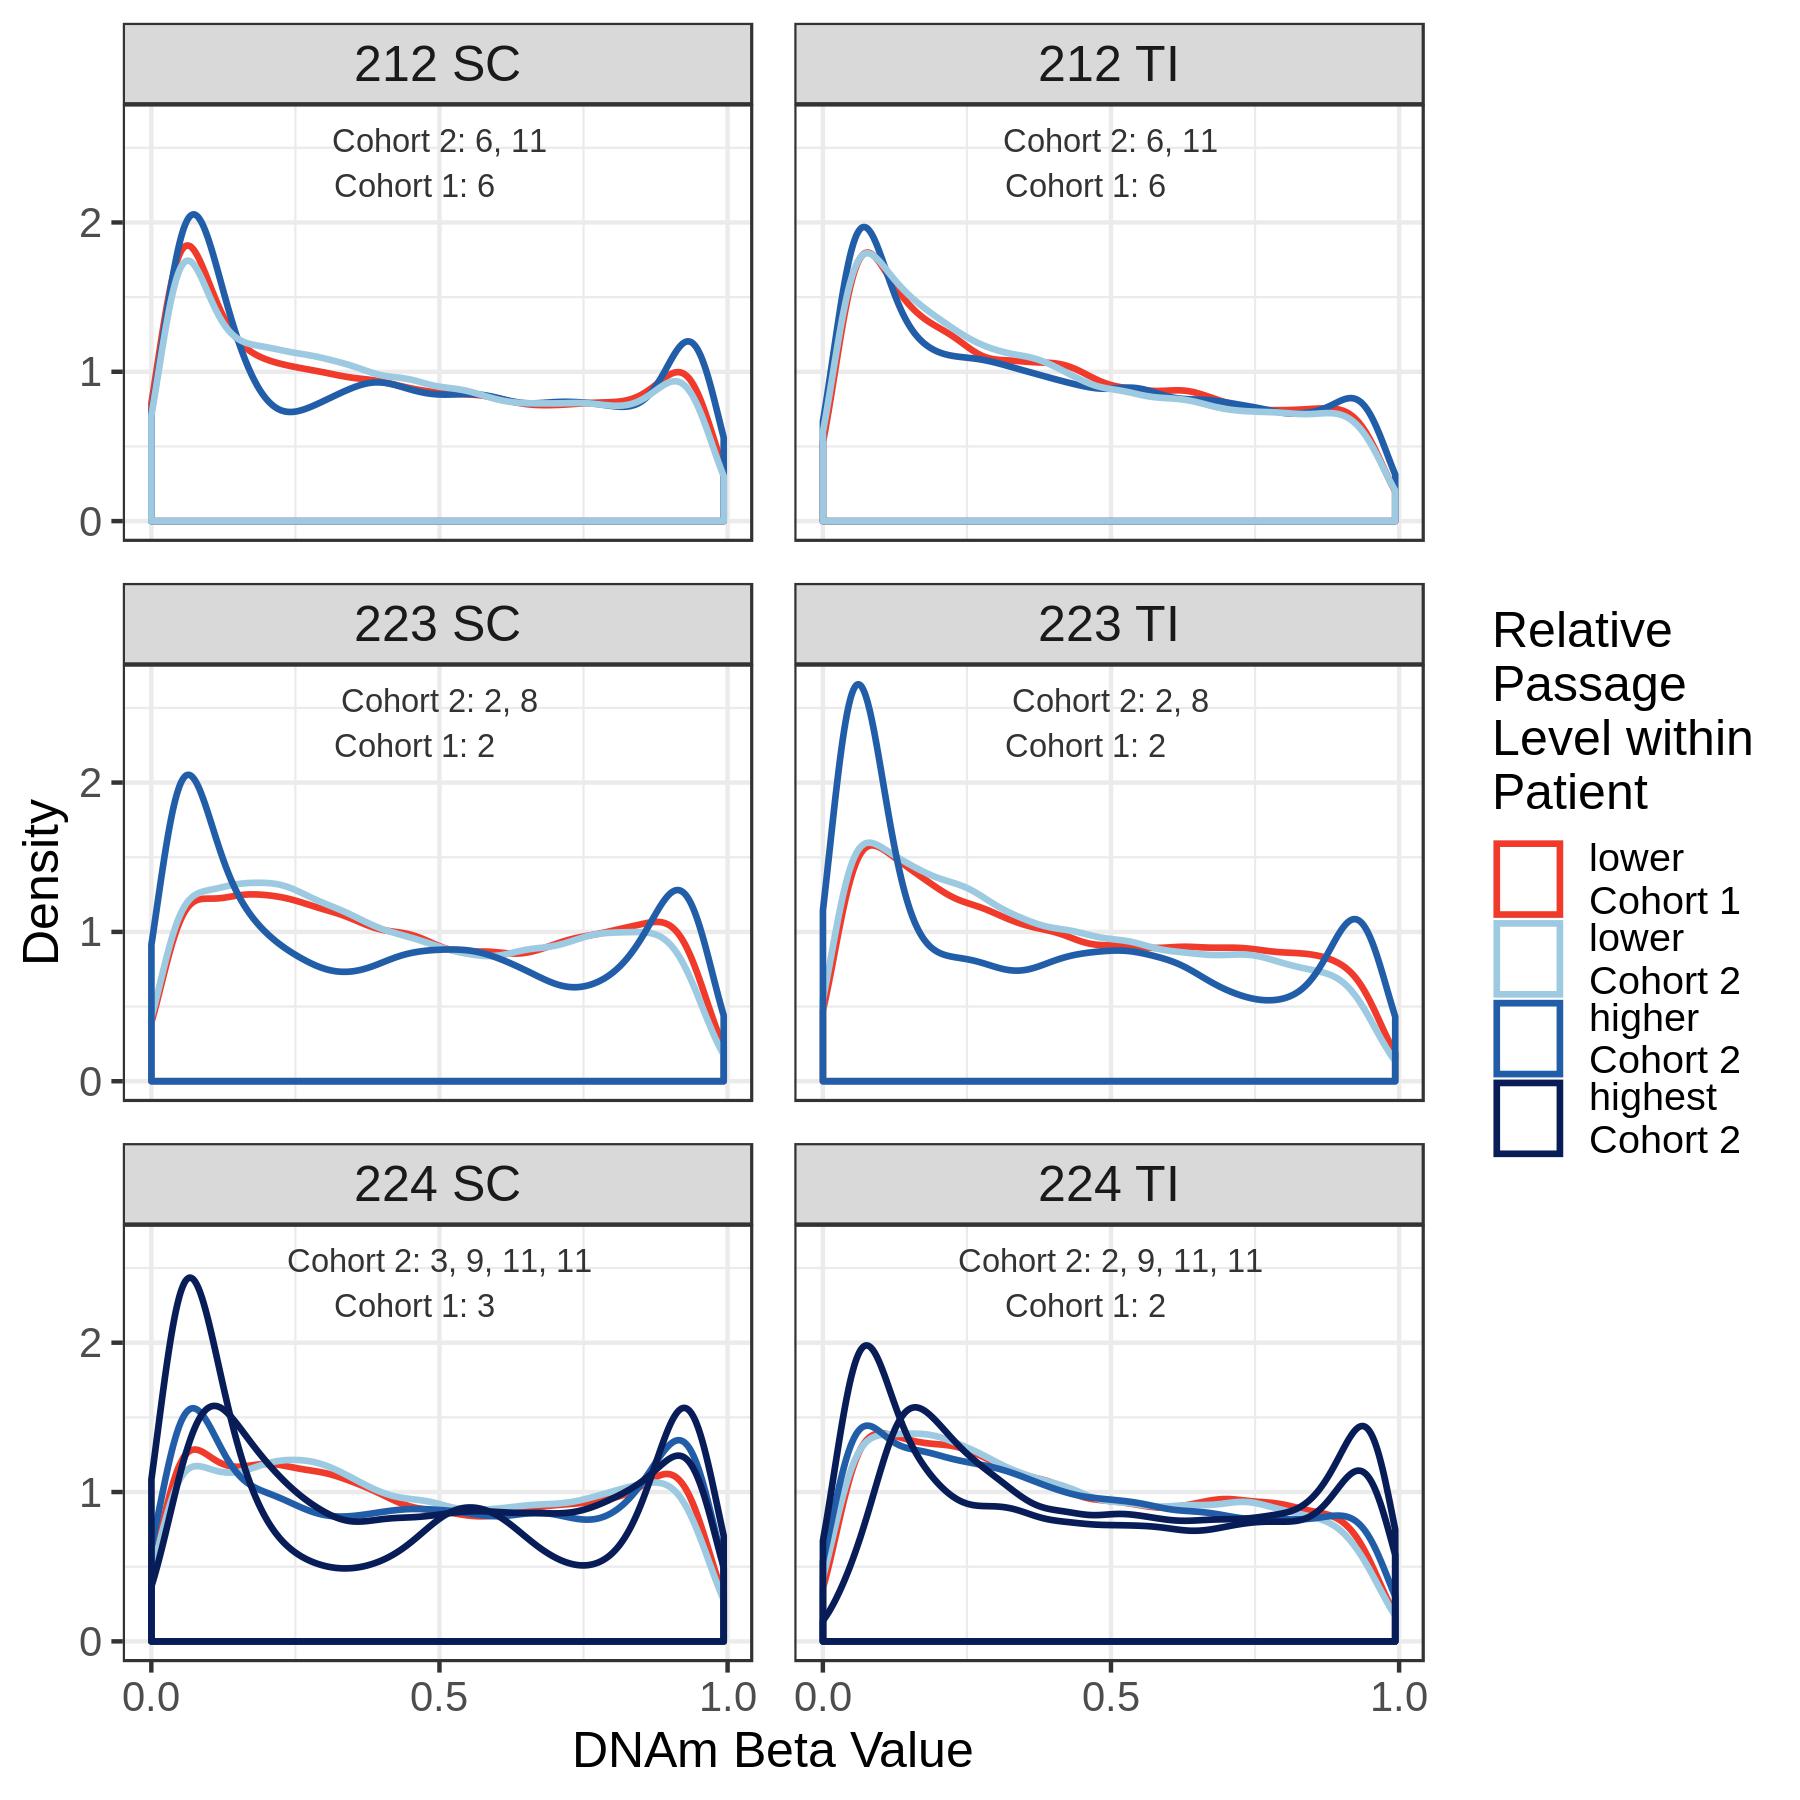 212 SC
212 TI
Cohort 2: 6, 11
Cohort 1: 6
Cohort 2: 6, 11
Cohort 1: 6
2
1
0
223 SC
223 TI
Cohort 2: 2, 8
Cohort 1: 2
Cohort 2: 2, 8
Cohort 1: 2
2
1
0
Density
224 SC
224 TI
Cohort 2: 3, 9, 11, 11
Cohort 1: 3
Cohort 2: 2, 9, 11, 11
Cohort 1: 2
2
1
0
0.0
0.5
1.0
0.0
0.5
1.0
DNAm Beta Value
Relative
Passage
Level within
Patient
lower
Cohort 1
lower
Cohort 2
higher
Cohort 2
highest
Cohort 2